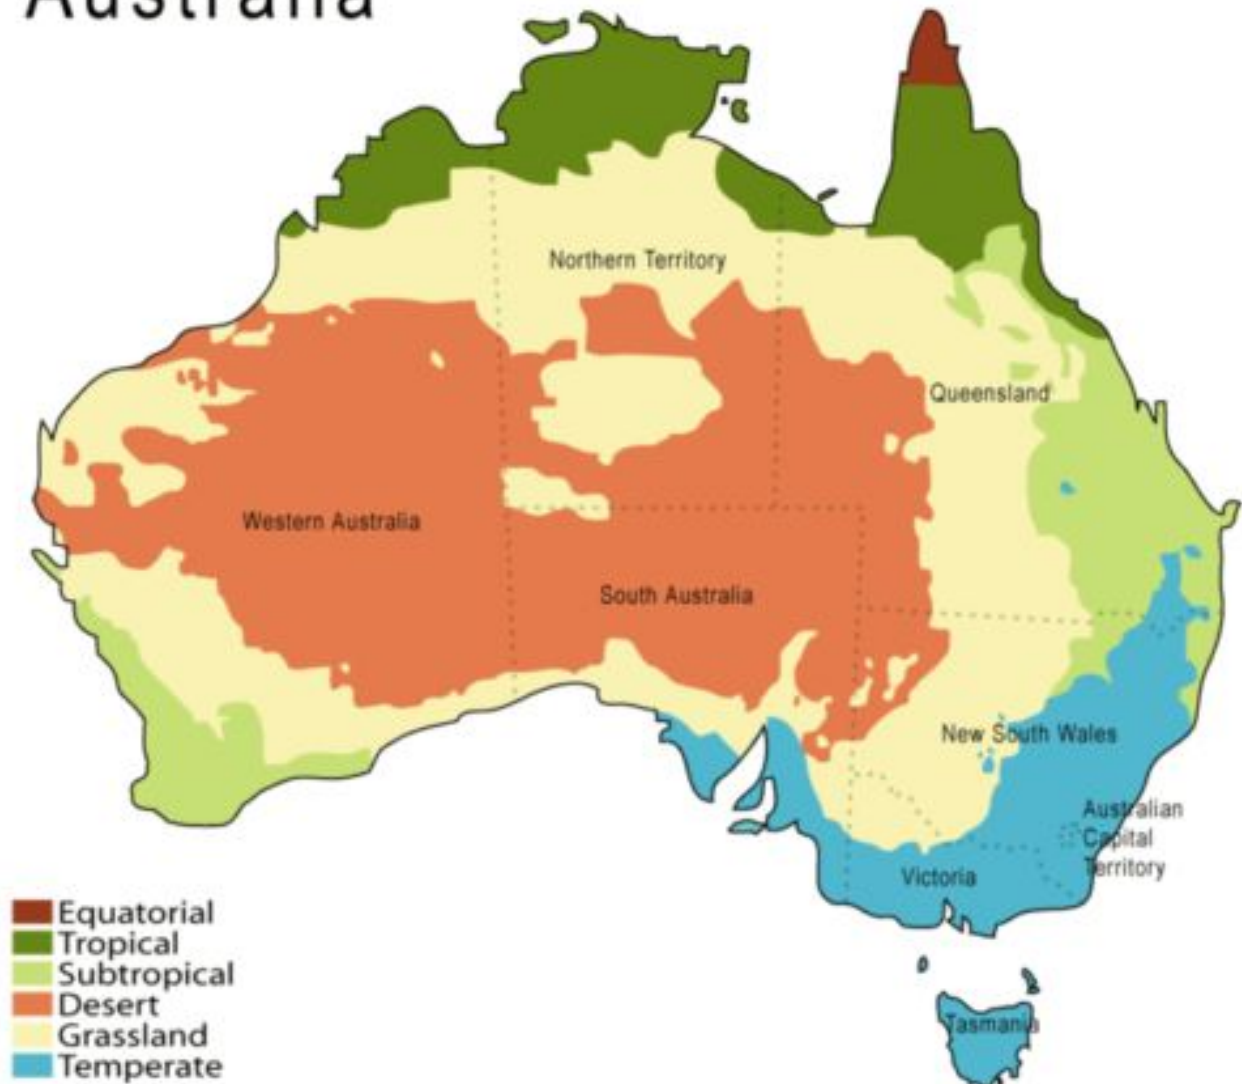 Australia
Northern Territory
Queensland
Western Australia
South Australia
New South Wales
Australian
Capital
Territory
Victoria
Tasmania
Equatorial
Tropical
Subtropical
Desert
Grassland
Temperate